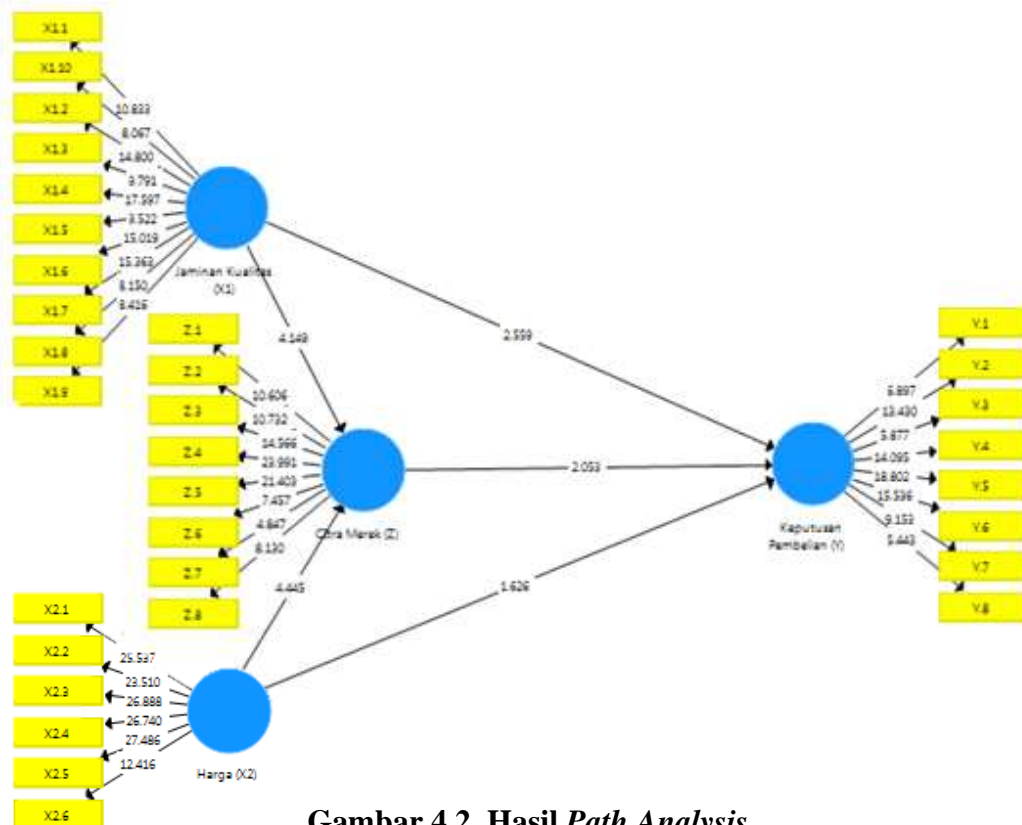 X1.1
X1.10
X1.2
X1.3
X1.4
X1.5
X1.6
X1.7
X1.8
X1.9
10.833
8.067
14.800
9.791
17.597
3.522
15.019
15.363
8.150
8.416
Jaminan Kualitas
(X1)
Z.1
Z.2
Z.3
Z.4
Z.5
Z.6
Z.7
Z.8
10.606
10.732
14.566
23.991
21.403
7.457
4.847
8.130
Citra Merek (Z)
4.149
2.559
2.053
4.445
1.626
Y.1
Y.2
Y.3
Y.4
Y.5
Y.6
Y.7
Y.8
13.430
5.877
14.095
18.802
15.536
9.153
5.443
Keputusan
Pembelian (Y)
X2.1
X2.2
X2.3
X2.4
X2.5
X2.6
25.537
23.510
26.888
26.740
27.486
12.416
Harga (X2)
Gambar 4.2 Hasil Path Analysis